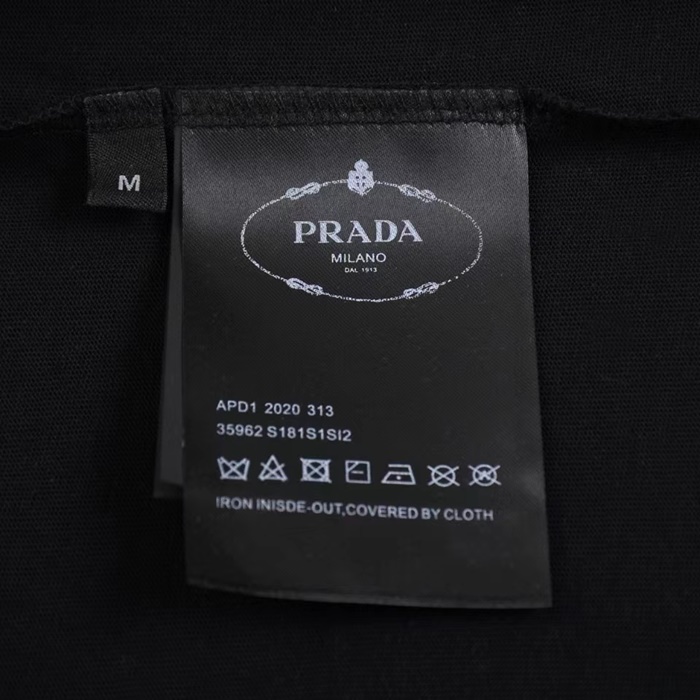 M
PRADA
MILANO
DAL 1913
APD1 2020 313
35962 S181S1SI2
IRON INISDE-OUT,COVERED BY CLOTH